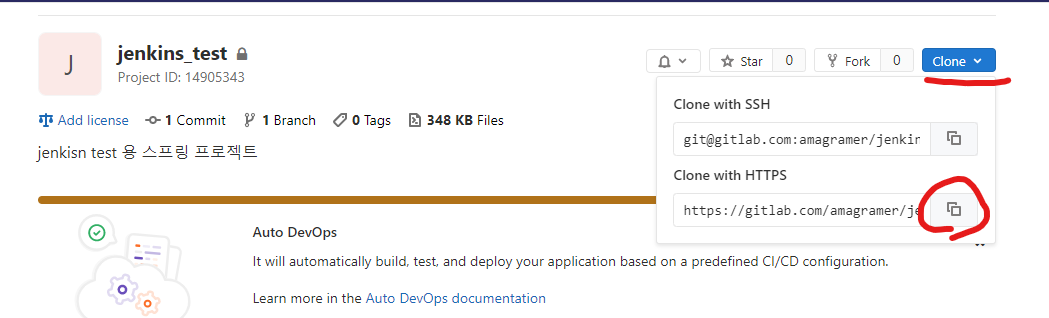 J
jenkins_test
Project ID: 14905343
Star 0 Fork 0 Clone
Clone with SSH
git@gitlab.com:amagramer/jenkin
Clone with HTTPS
https://gitlab.com/amagramer/je
Add license 1 Commit 1 Branch 0 Tags 348 KB Files
jenkisn test 용 스프링 프로젝트
Auto DevOps
It will automatically build, test, and deploy your application based on a predefined CI/CD configuration.
Learn more in the Auto DevOps documentation